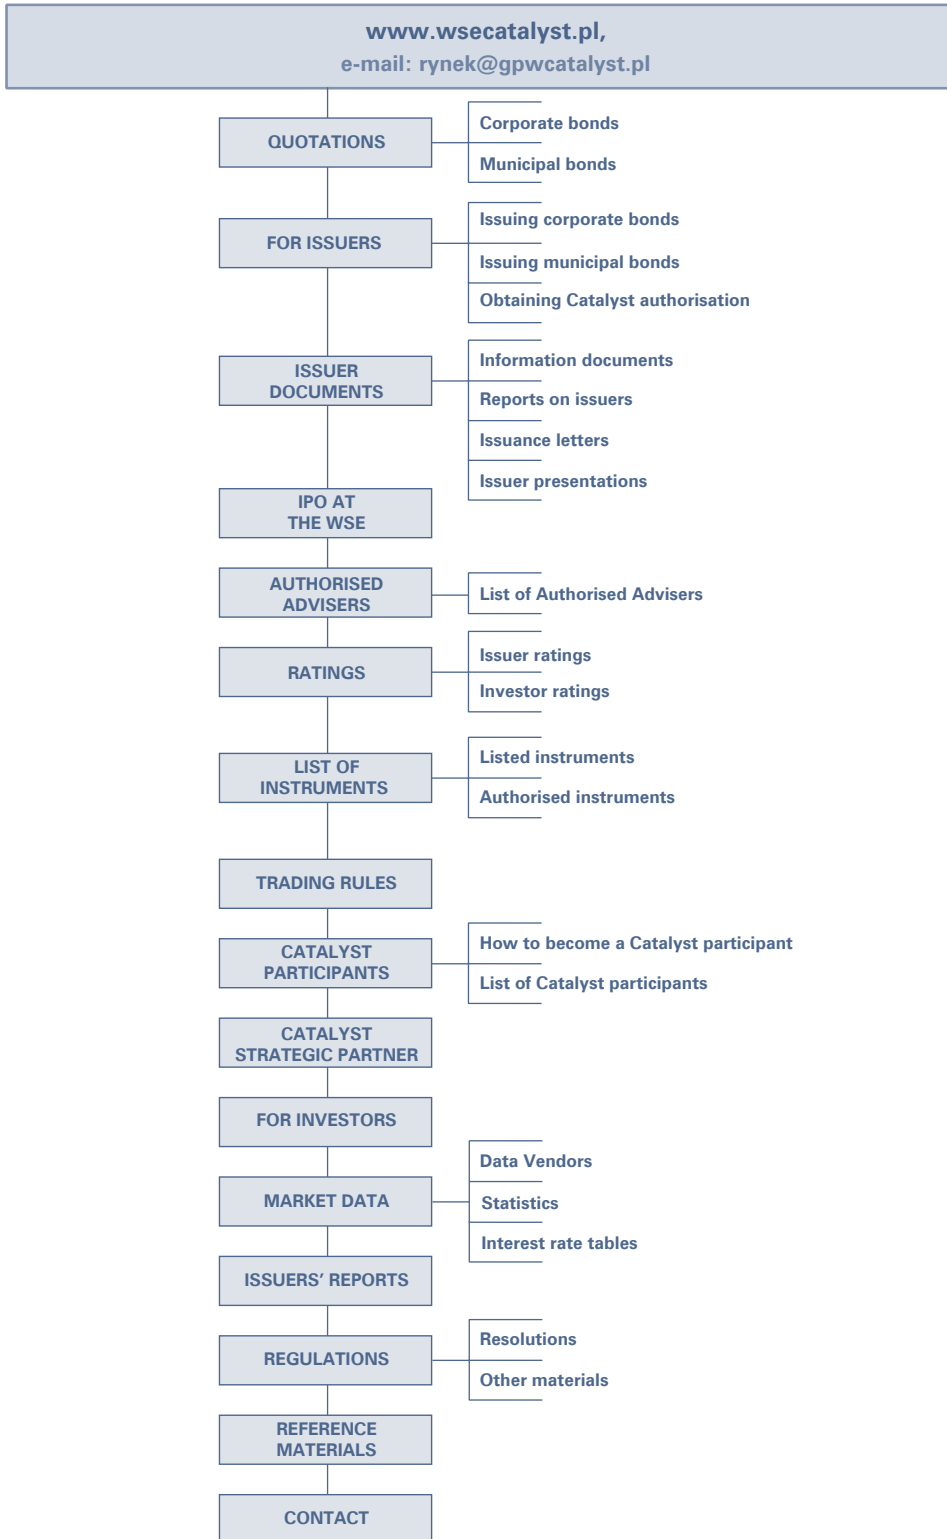 www.wsecatalyst.pl,
e-mail: rynek@gpwcatalyst.pl
QUOTATIONS
Corporate bonds
Municipal bonds
FOR ISSUERS
Issuing corporate bonds
Issuing municipal bonds
Obtaining Catalyst authorisation
ISSUER
DOCUMENTS
Information documents
Reports on issuers
Issuance letters
Issuer presentations
IPO AT
THE WSE
AUTHORISED
ADVISERS
List of Authorised Advisers
RATINGS
Issuer ratings
Investor ratings
LIST OF
INSTRUMENTS
Listed instruments
Authorised instruments
TRADING RULES
CATALYST
PARTICIPANTS
How to become a Catalyst participant
List of Catalyst participants
CATALYST
STRATEGIC PARTNER
FOR INVESTORS
MARKET DATA
Data Vendors
Statistics
Interest rate tables
ISSUERS’ REPORTS
REGULATIONS
Resolutions
Other materials
REFERENCE
MATERIALS
CONTACT